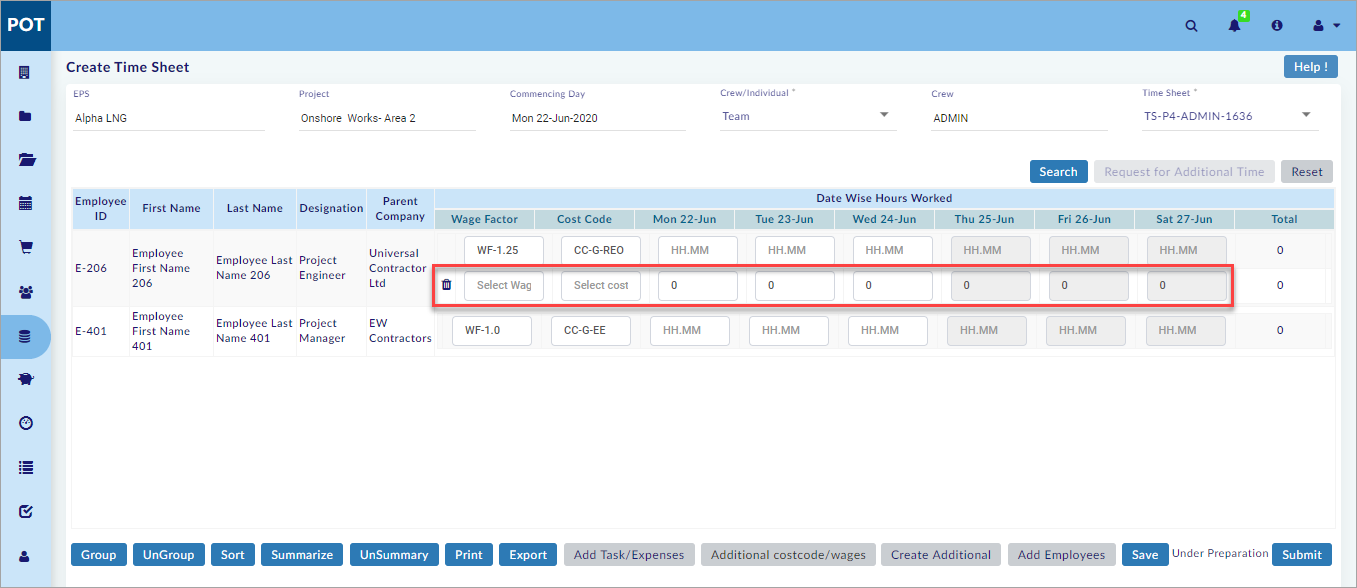 POT
4
Create Time Sheet
Help !
EPS Project Commencing Day Crew/Individual * Crew Time Sheet *
Alpha LNG Onshore Works- Area 2 Mon 22-Jun-2020 Team ADMIN TS-P4-ADMIN-1636
Search Request for Additional Time Reset
Employee ID First Name Last Name Designation Parent Company Date Wise Hours Worked
Wage Factor Cost Code Mon 22-Jun Tue 23-Jun Wed 24-Jun Thu 25-Jun Fri 26-Jun Sat 27-Jun Total
E-206 Employee First Name 206 Employee Last Name 206 Project Engineer Universal Contractor Ltd WF-1.25 CC-G-REO HH.MM HH.MM HH.MM HH.MM HH.MM HH.MM 0
Select Wag Select cost 0 0 0 0 0 0 0
E-401 Employee First Name 401 Employee Last Name 401 Project Manager EW Contractors WF-1.0 CC-G-EE HH.MM HH.MM HH.MM HH.MM HH.MM HH.MM 0
Group UnGroup Sort Summarize UnSummary Print Export Add Task/Expenses Additional costcode/wages Create Additional Add Employees Save Under Preparation Submit